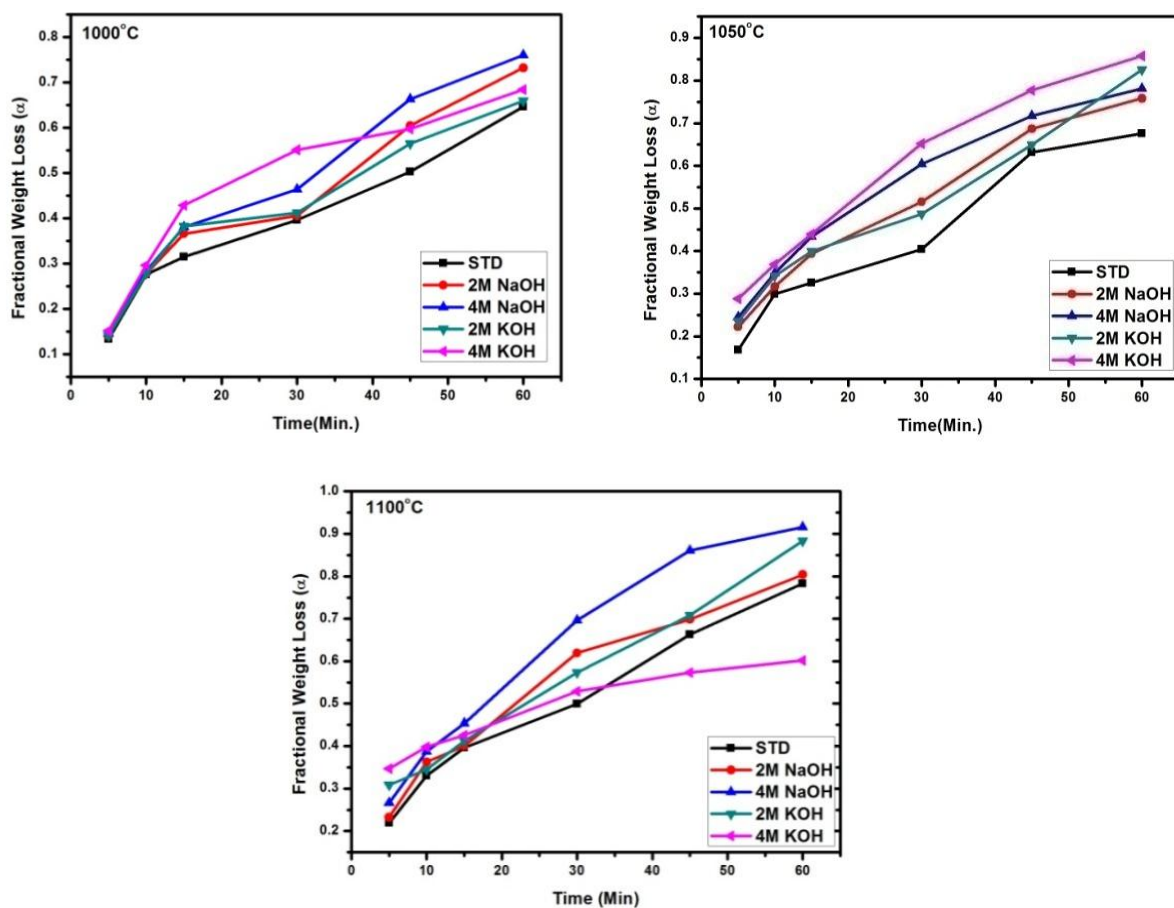 1000°C
0.8
0.7
0.6
0.5
0.4
0.3
0.2
0.1
Fractional Weight Loss (α)
STD
2M NaOH
4M NaOH
2M KOH
4M KOH
0 10 20 30 40 50 60
Time(Min.)
1050°C
0.9
0.8
0.7
0.6
0.5
0.4
0.3
0.2
0.1
Fractional Weight Loss (α)
STD
2M NaOH
4M NaOH
2M KOH
4M KOH
0 10 20 30 40 50 60
Time(Min.)
1100°C
1.0
0.9
0.8
0.7
0.6
0.5
0.4
0.3
0.2
Fractional Weight Loss (α)
STD
2M NaOH
4M NaOH
2M KOH
4M KOH
0 10 20 30 40 50 60
Time (Min)